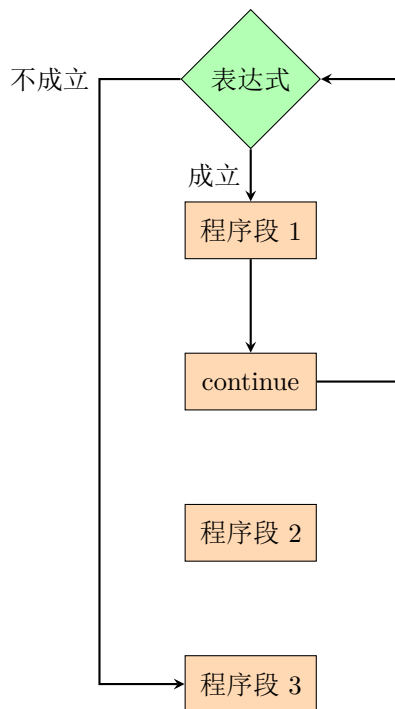 表达式
不成立
成立
程序段 1
continue
程序段 2
程序段 3